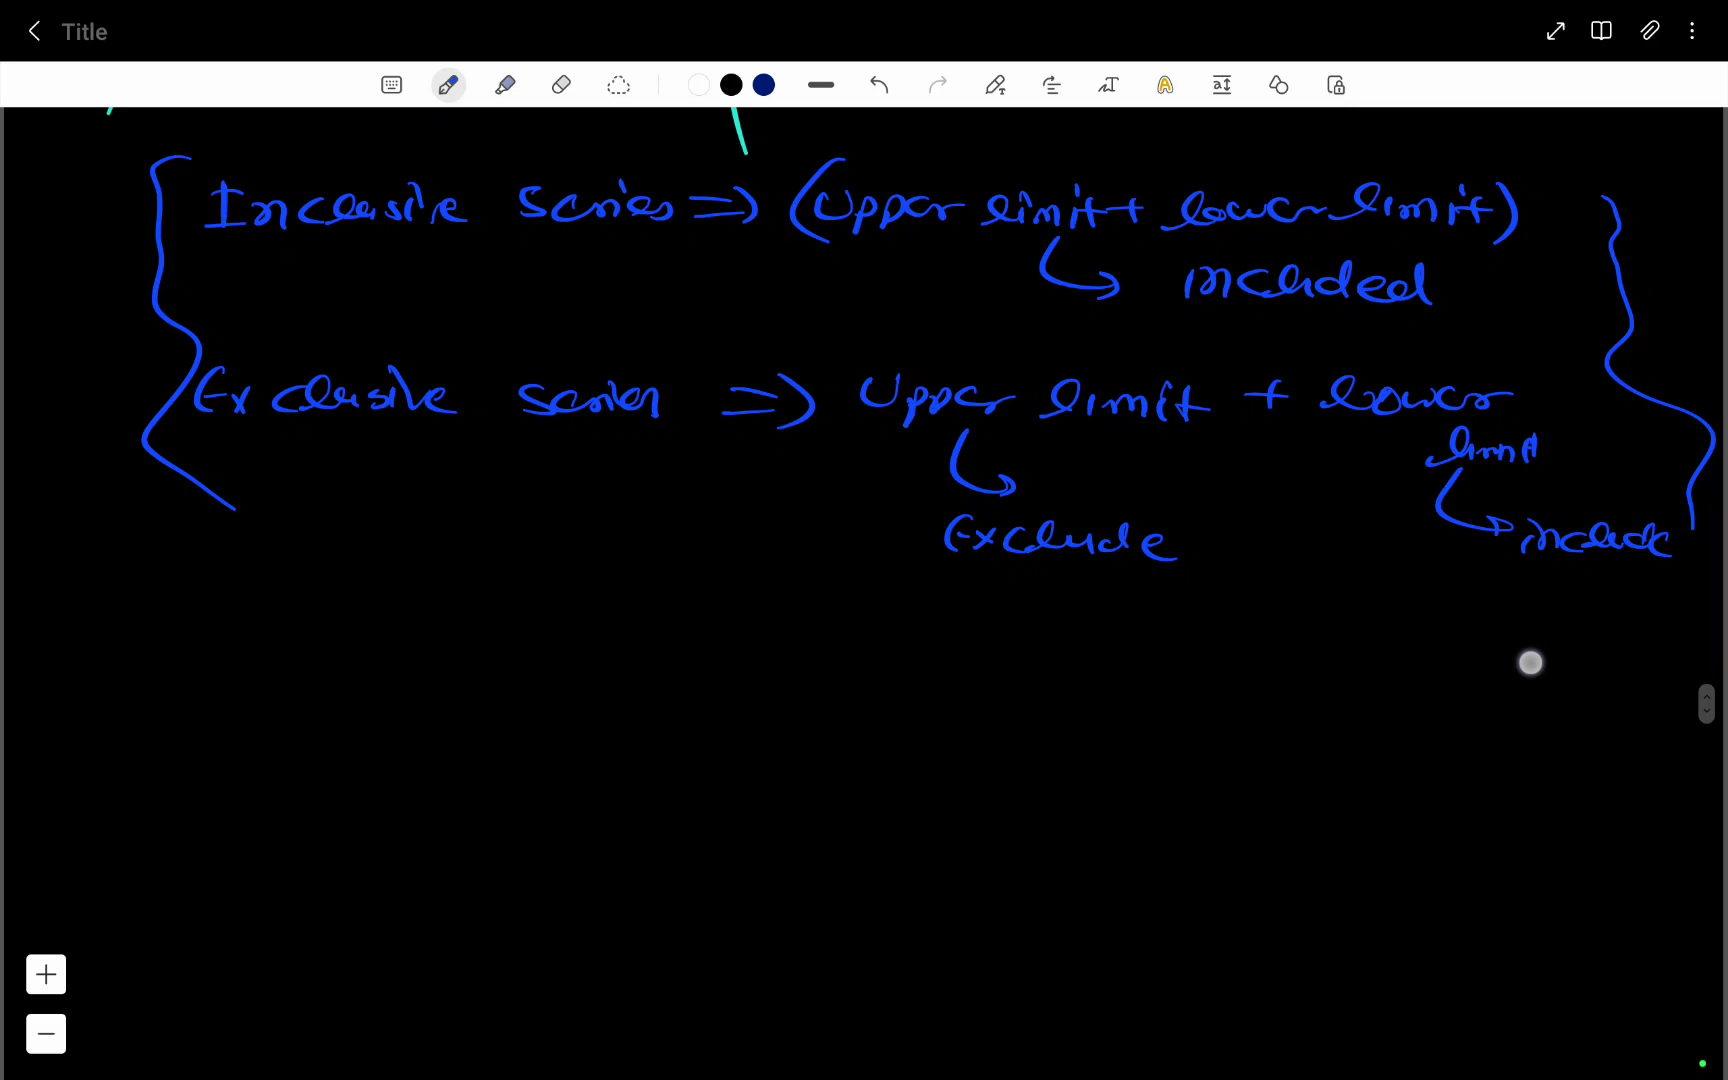 Title
Inclusive Series => (Upper limit + lower limit)
included
Exclusive series => Upper limit + lower
limit
Exclude
include